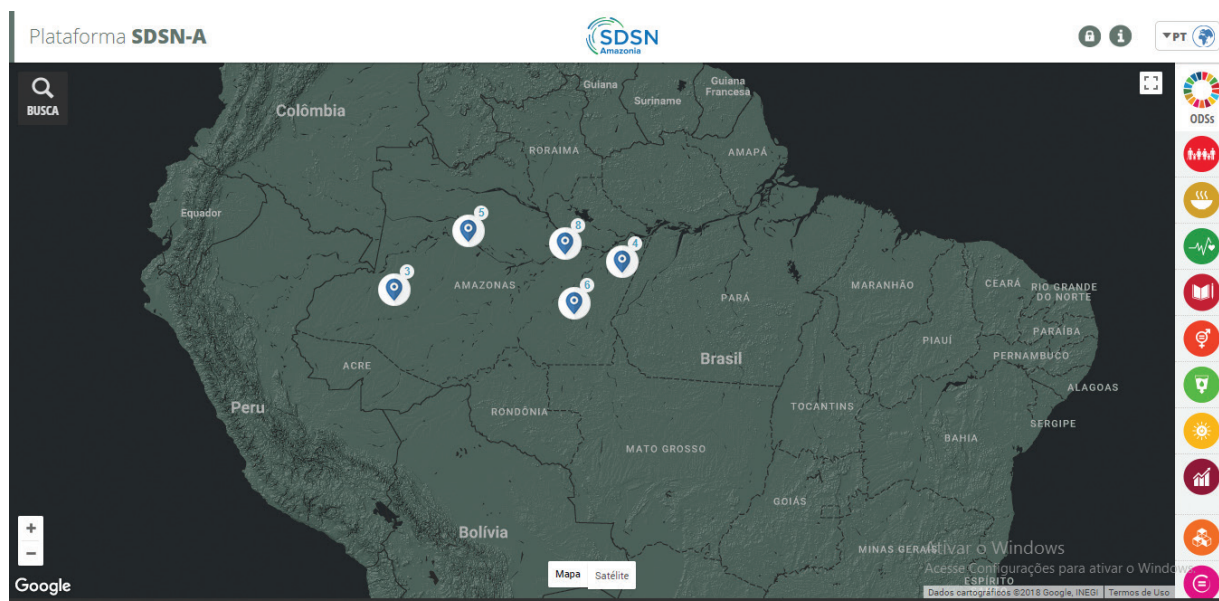 Plataforma SDSN-A
SDSN
Amazonia
PT
BUSCA
ODSs
Colômbia
Guiana
Suriname
Guiana
Francesa
RORAIMA
AMAPÁ
Equador
5
8
4
3
6
AMAZONAS
PARÁ
MARANHÃO
CEARÁ
RIO GRANDE
DO NORTE
PARAÍBA
PIAUÍ
PERNAMBUCO
ACRE
Brasil
ALAGOAS
Peru
RONDÔNIA
TOCANTINS
SERGIPE
BAHIA
MATO GROSSO
GOIÁS
Bolívia
MINAS GERAIS
Ativar o Windows
Acesse Configurações para ativar o Windows.
ESPÍRITO
+
−
Mapa
Satélite
Google
Dados cartográficos ©2018 Google, INEGI
Termos de Uso